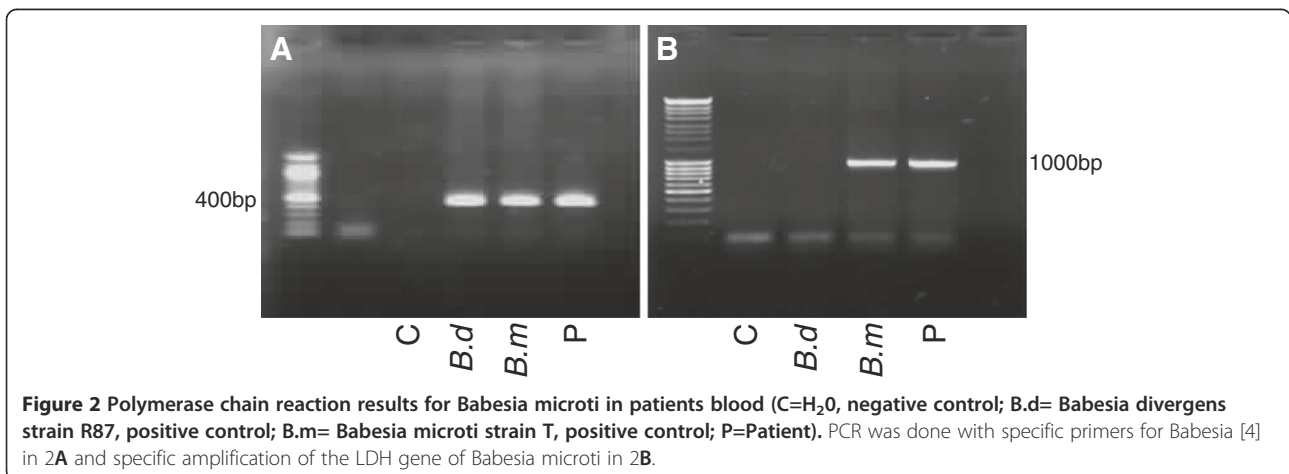 A
B
400bp
1000bp
C
B.d
B.m
P
C
B.d
B.m
P
Figure 2 Polymerase chain reaction results for Babesia microti in patients blood (C=H₂0, negative control; B.d= Babesia divergens
strain R87, positive control; B.m= Babesia microti strain T, positive control; P=Patient). PCR was done with specific primers for Babesia [4]
in 2A and specific amplification of the LDH gene of Babesia microti in 2B.